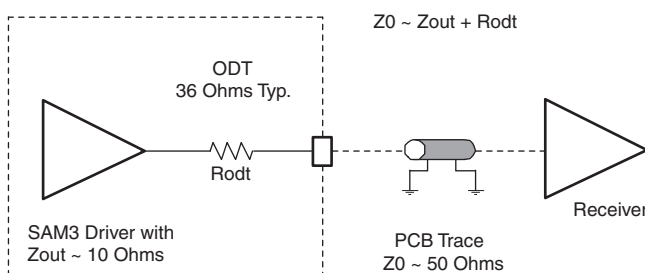 Z0 ~ Zout + Rodt
ODT
36 Ohms Typ.
Rodt
Receiver
SAM3 Driver with
Zout ~ 10 Ohms
PCB Trace
Z0 ~ 50 Ohms